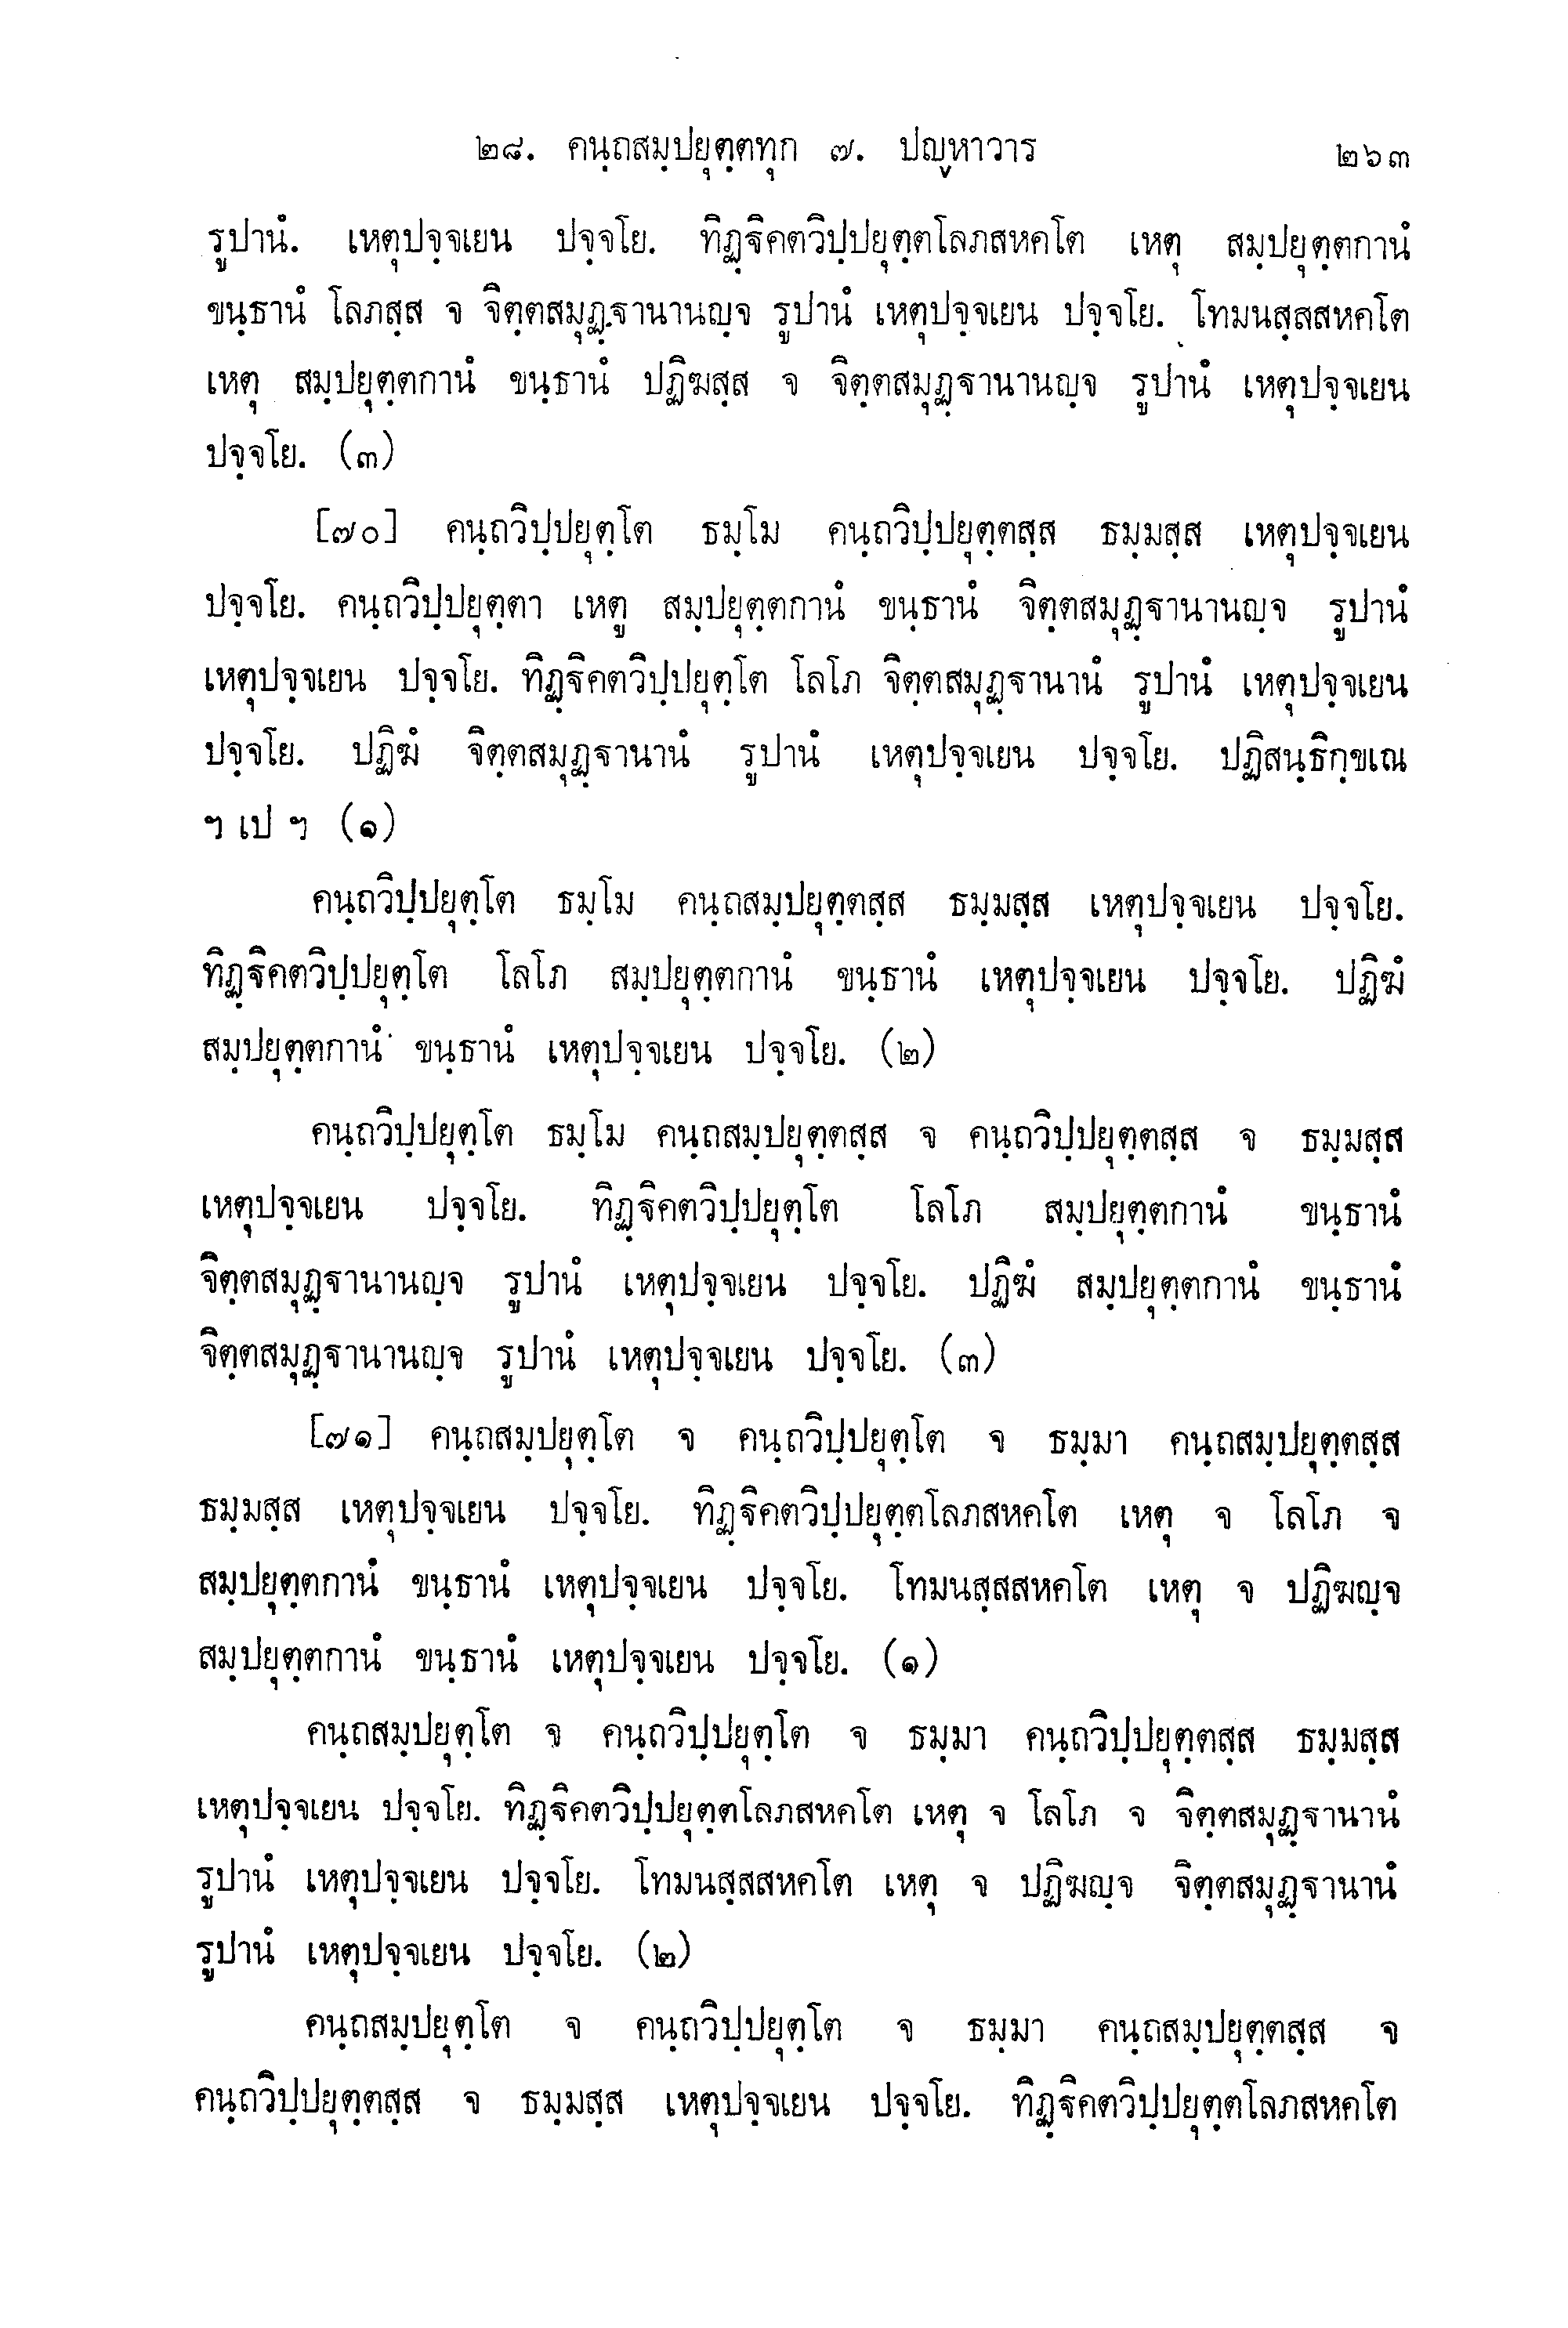 ๒๘. คนฺถสมฺปยุตฺตทุก ๗. ปญฺหาวาร ๒๖๓
รูปานํ. เหตุปจฺจเยน ปจฺจโย. ทิฏฺฐิคตวิปฺปยุตฺตโลภสหคโต เหตุ สมฺปยุตฺตกานํ
ขนฺธานํ โลภสฺส จ จิตฺตสมุฏฺฐานานญฺจ รูปานํ เหตุปจฺจเยน ปจฺจโย. โทมนสฺสสหคโต
เหตุ สมฺปยุตฺตกานํ ขนฺธานํ ปฏิฆสฺส จ จิตฺตสมุฏฺฐานานญฺจ รูปานํ เหตุปจฺจเยน
ปจฺจโย. (๓)
[๗๐] คนฺถวิปฺปยุตฺโต ธมฺโม คนฺถวิปฺปยุตฺตสฺส ธมฺมสฺส เหตุปจฺจเยน
ปจฺจโย. คนฺถวิปฺปยุตฺตา เหตู สมฺปยุตฺตกานํ ขนฺธานํ จิตฺตสมุฏฺฐานานญฺจ รูปานํ
เหตุปจฺจเยน ปจฺจโย. ทิฏฺฐิคตวิปฺปยุตฺโต โลโภ จิตฺตสมุฏฺฐานานํ รูปานํ เหตุปจฺจเยน
ปจฺจโย. ปฏิฆํ จิตฺตสมุฏฺฐานานํ รูปานํ เหตุปจฺจเยน ปจฺจโย. ปฏิสนฺธิกฺขเณ
ฯ เป ฯ (๑)
คนฺถวิปฺปยุตฺโต ธมฺโม คนฺถสมฺปยุตฺตสฺส ธมฺมสฺส เหตุปจฺจเยน ปจฺจโย.
ทิฏฺฐิคตวิปฺปยุตฺโต โลโภ สมฺปยุตฺตกานํ ขนฺธานํ เหตุปจฺจเยน ปจฺจโย. ปฏิฆํ
สมฺปยุตฺตกานํ ขนฺธานํ เหตุปจฺจเยน ปจฺจโย. (๒)
คนฺถวิปฺปยุตฺโต ธมฺโม คนฺถสมฺปยุตฺตสฺส จ คนฺถวิปฺปยุตฺตสฺส จ ธมฺมสฺส
เหตุปจฺจเยน ปจฺจโย. ทิฏฺฐิคตวิปฺปยุตฺโต โลโภ สมฺปยุตฺตกานํ ขนฺธานํ
จิตฺตสมุฏฺฐานานญฺจ รูปานํ เหตุปจฺจเยน ปจฺจโย. ปฏิฆํ สมฺปยุตฺตกานํ ขนฺธานํ
จิตฺตสมุฏฺฐานานญฺจ รูปานํ เหตุปจฺจเยน ปจฺจโย. (๓)
[๗๑] คนฺถสมฺปยุตฺโต จ คนฺถวิปฺปยุตฺโต จ ธมฺมา คนฺถสมฺปยุตฺตสฺส
ธมฺมสฺส เหตุปจฺจเยน ปจฺจโย. ทิฏฺฐิคตวิปฺปยุตฺตโลภสหคโต เหตุ จ โลโภ จ
สมฺปยุตฺตกานํ ขนฺธานํ เหตุปจฺจเยน ปจฺจโย. โทมนสฺสสหคโต เหตุ จ ปฏิฆญฺจ
สมฺปยุตฺตกานํ ขนฺธานํ เหตุปจฺจเยน ปจฺจโย. (๑)
คนฺถสมฺปยุตฺโต จ คนฺถวิปฺปยุตฺโต จ ธมฺมา คนฺถวิปฺปยุตฺตสฺส ธมฺมสฺส
เหตุปจฺจเยน ปจฺจโย. ทิฏฺฐิคตวิปฺปยุตฺตโลภสหคโต เหตุ จ โลโภ จ จิตฺตสมุฏฺฐานานํ
รูปานํ เหตุปจฺจเยน ปจฺจโย. โทมนสฺสสหคโต เหตุ จ ปฏิฆญฺจ จิตฺตสมุฏฺฐานานํ
รูปานํ เหตุปจฺจเยน ปจฺจโย. (๒)
คนฺถสมฺปยุตฺโต จ คนฺถวิปฺปยุตฺโต จ ธมฺมา คนฺถสมฺปยุตฺตสฺส จ
คนฺถวิปฺปยุตฺตสฺส จ ธมฺมสฺส เหตุปจฺจเยน ปจฺจโย. ทิฏฺฐิคตวิปฺปยุตฺตโลภสหคโต